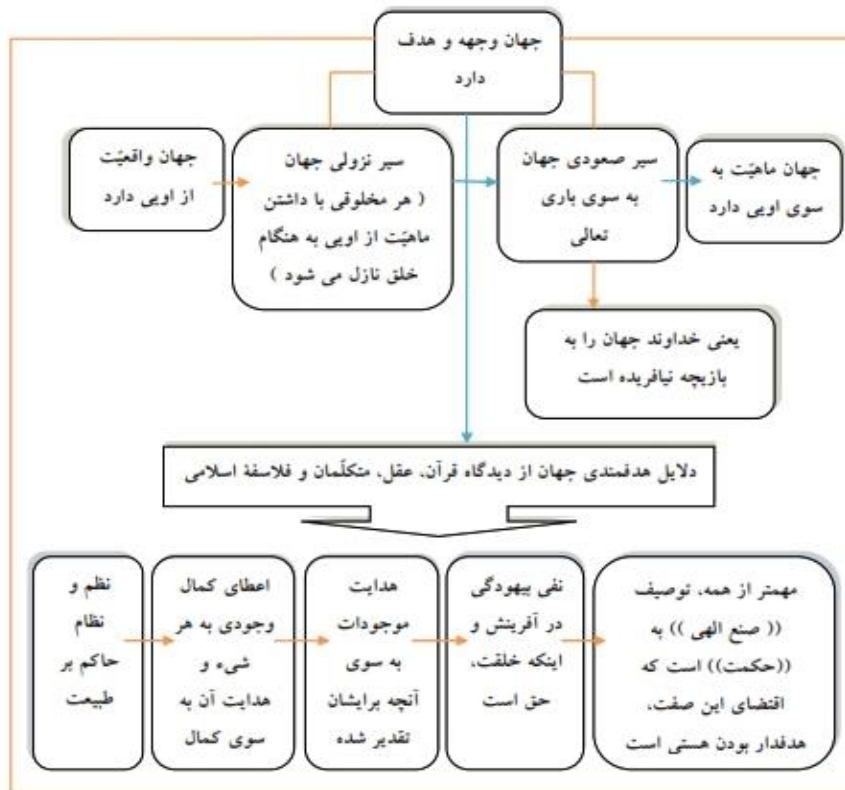 جهان وجهه و هدف
دارد
جهان واقعیّت
از اویی دارد
سیر نزولی جهان
( هر مخلوقی با داشتن
ماهیّت از اویی به هنگام
خلق نازل می شود )
سیر صعودی جهان
به سوی باری
تعالی
جهان ماهیّت به
سوی اویی دارد
یعنی خداوند جهان را به
بازیچه نیافریده است
دلایل هدفمندی جهان از دیدگاه قرآن، عقل، متکلّمان و فلاسفۀ اسلامی
نظم و
نظام
حاکم بر
طبیعت
اعطای کمال
وجودی به هر
شیء و
هدایت آن به
سوی کمال
هدایت
موجودات
به سوی
آنچه برایشان
تقدیر شده
نفی بیهودگی
در آفرینش و
اینکه خلقت،
حق است
مهمتر از همه، توصیف
(( صنع الهی )) به
((حکمت)) است که
اقتضای این صفت،
هدفدار بودن هستی است